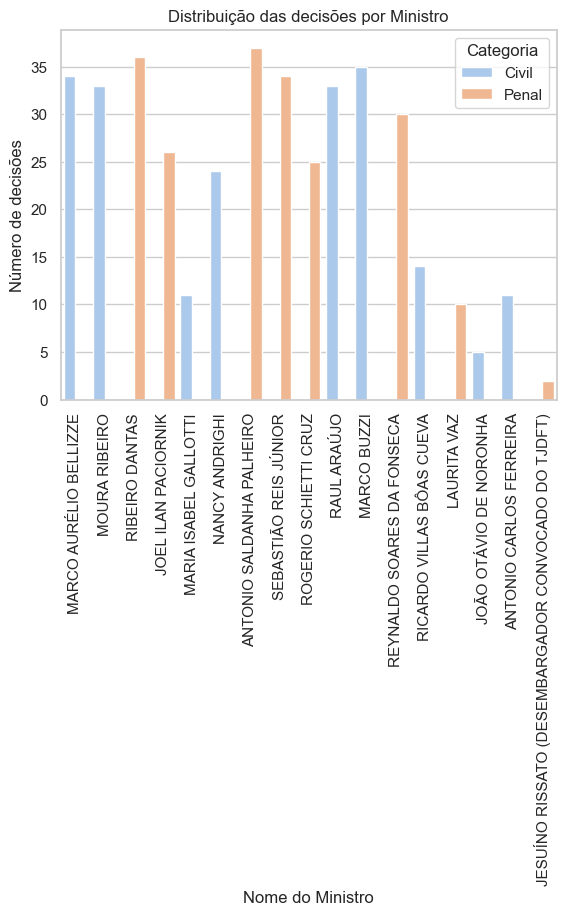 Distribuição das decisões por Ministro
Categoria
Civil
Penal
Número de decisões
35
30
25
20
15
10
5
0
MARCO AURÉLIO BELLIZZE
MOURA RIBEIRO
RIBEIRO DANTAS
JOEL ILAN PACIORNIK
MARIA ISABEL GALLOTTI
NANCY ANDRIGHI
ANTONIO SALDANHA PALHEIRO
SEBASTIÃO REIS JÚNIOR
ROGERIO SCHIETTI CRUZ
RAUL ARAÚJO
MARCO BUZZI
REYNALDO SOARES DA FONSECA
RICARDO VILLAS BÔAS CUEVA
LAURITA VAZ
JOÃO OTÁVIO DE NORONHA
ANTONIO CARLOS FERREIRA
JESUÍNO RISSATO (DESEMBARGADOR CONVOCADO DO TJDFT)
Nome do Ministro